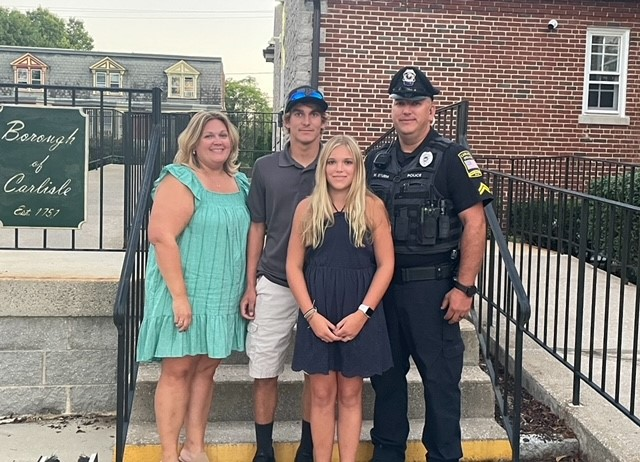 Borough
of
Carlisle
Est. 1751
POLICE